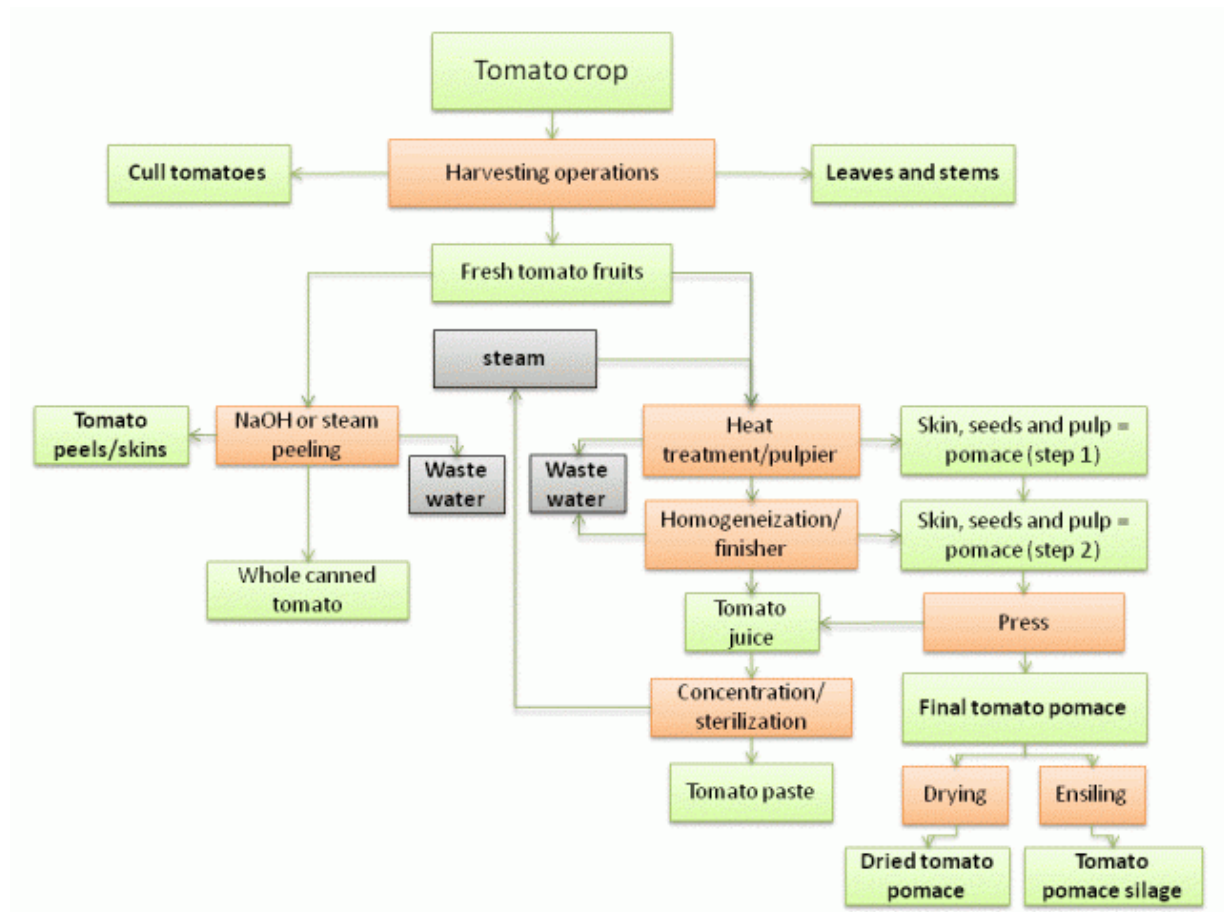 Tomato crop
Cull tomatoes
Harvesting operations
Leaves and stems
Fresh tomato fruits
steam
Tomato
peels/skins
NaOH or steam
peeling
Waste
water
Waste
water
Heat
treatment/pulpier
Skin, seeds and pulp =
pomace (step 1)
Homogeneization/
finisher
Skin, seeds and pulp =
pomace (step 2)
Whole canned
tomato
Tomato
juice
Press
Concentration/
sterilization
Final tomato pomace
Tomato paste
Drying
Ensiling
Dried tomato
pomace
Tomato
pomace silage